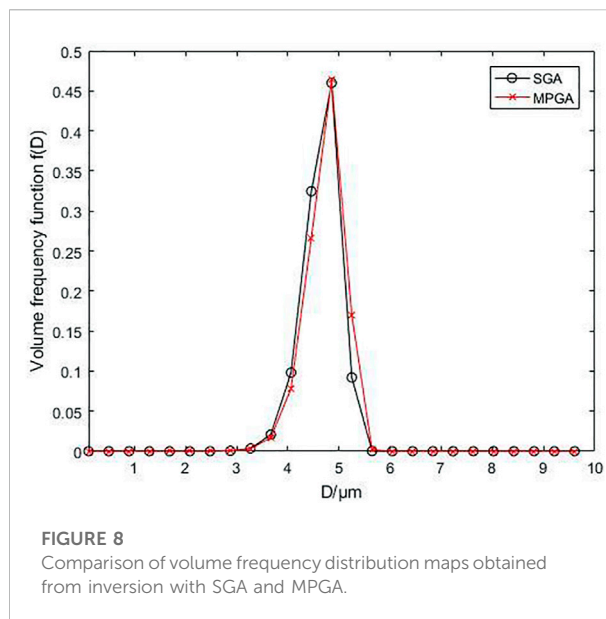 0.5
0.45
0.4
0.35
0.3
0.25
0.2
0.15
0.1
0.05
0
Volume frequency function f(D)
SGA
MPGA
1 2 3 4 5 6 7 8 9 10
D/μm
FIGURE 8
Comparison of volume frequency distribution maps obtained
from inversion with SGA and MPGA.